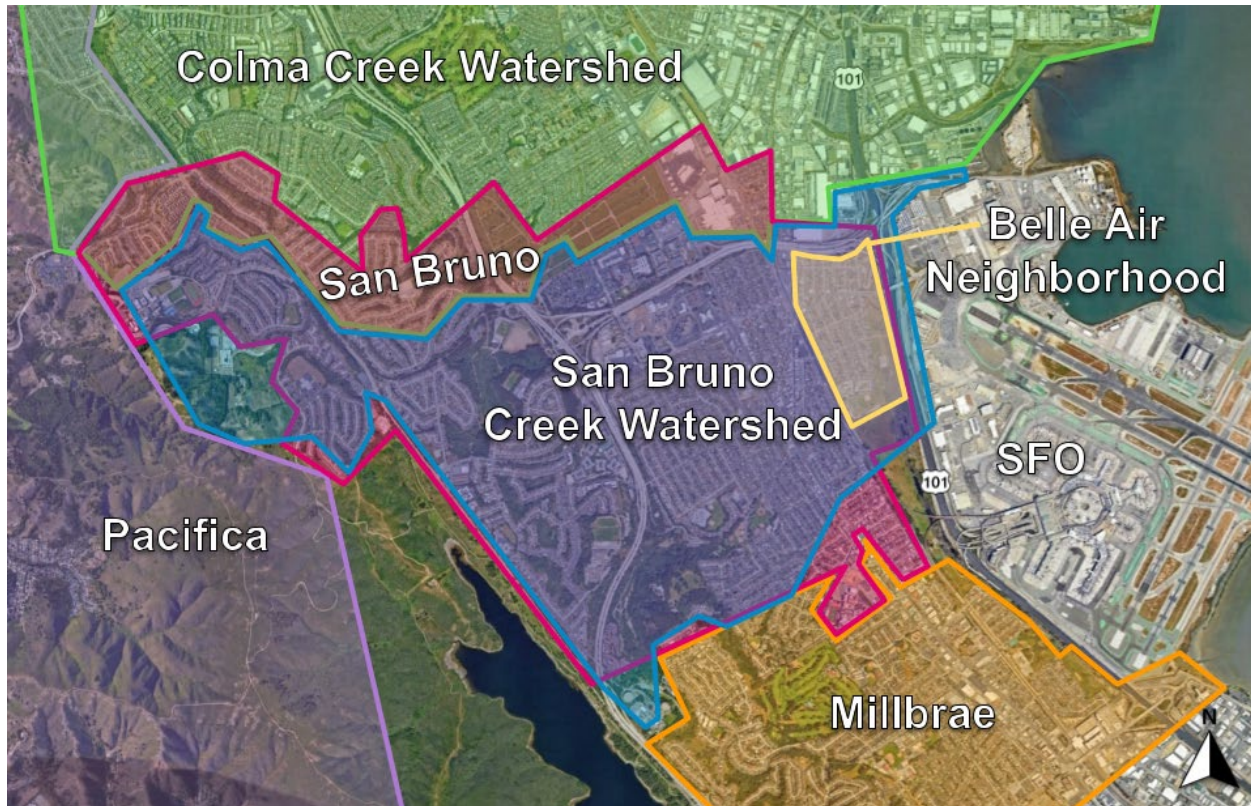 Colma Creek Watershed
101
San Bruno
Belle Air
Neighborhood
San Bruno
Creek Watershed
SFO
101
Pacifica
Millbrae
N